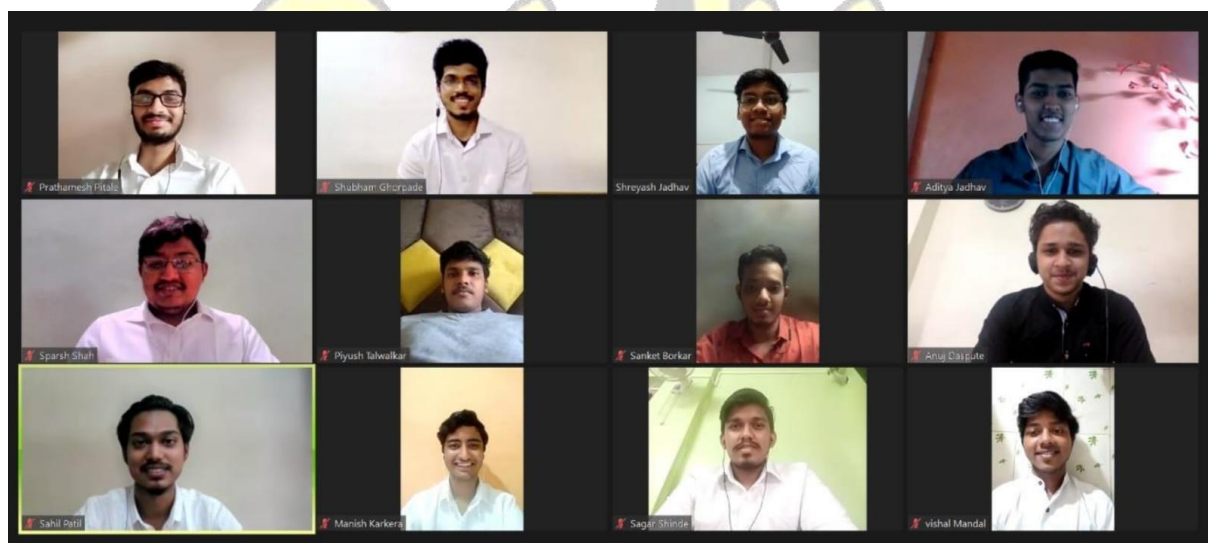 Prathamesh Pitale
Shubham Ghorpade
Shreyash Jadhav
Aditya Jadhav
Sparsh Shah
Piyush Talwalkar
Sanket Borkar
Anuj Daspute
Sahil Patil
Manish Karkera
Sagar Shinde
vishal Mandal